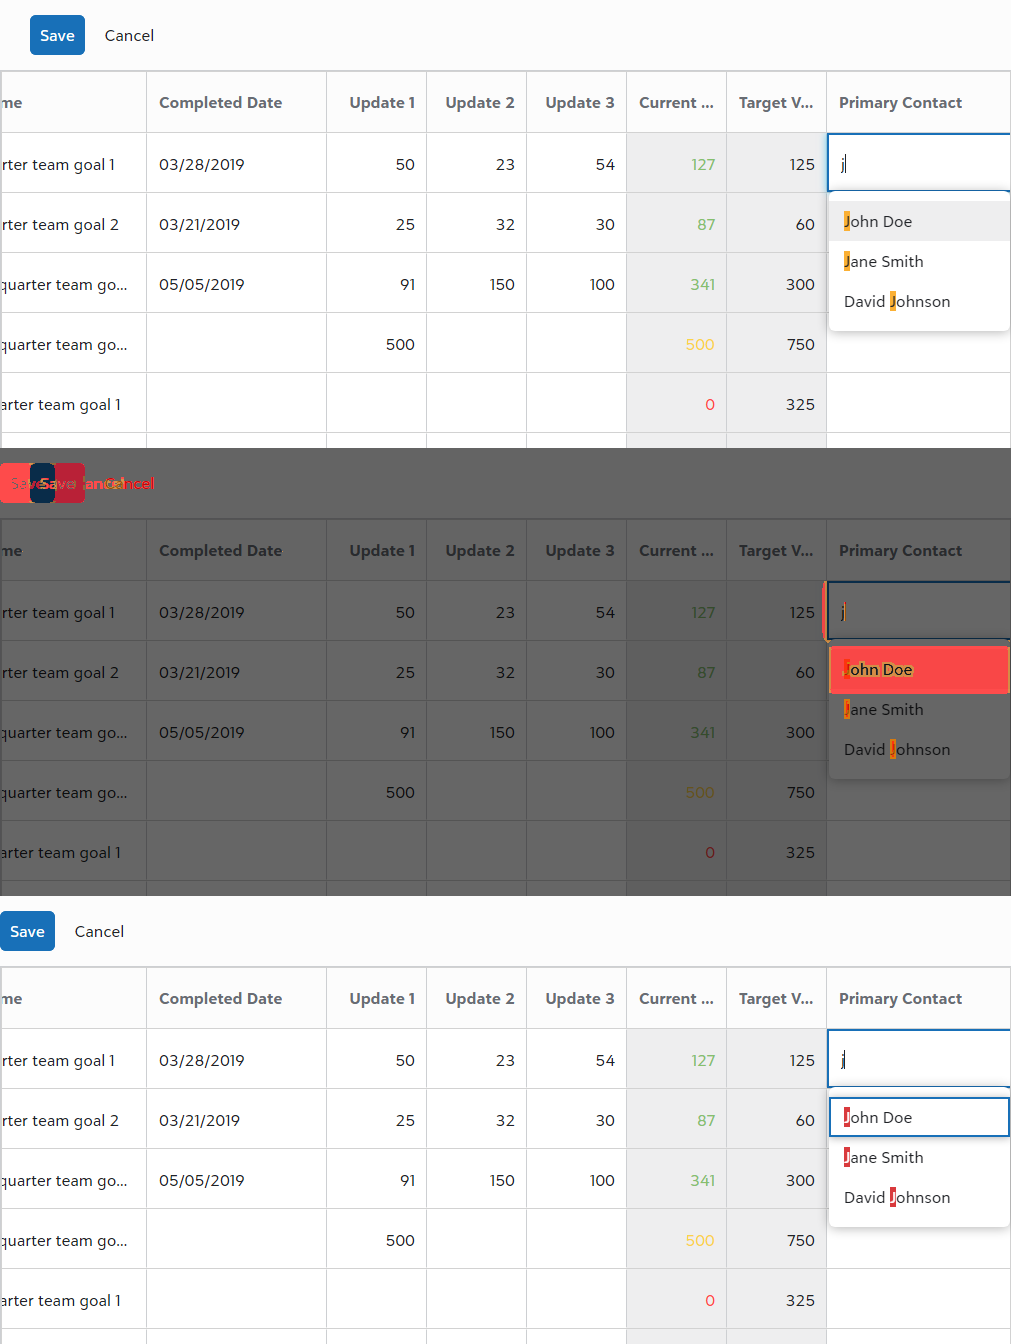 Save Cancel
me Completed Date Update 1 Update 2 Update 3 Current ... Target V... Primary Contact
rter team goal 1 03/28/2019 50 23 54 127 125 j
rter team goal 2 03/21/2019 25 32 30 87 60 John Doe
Jane Smith
quarter team go... 05/05/2019 91 150 100 341 300 David Johnson
quarter team go... 500 500 750
arter team goal 1 0 325
Save Cancel
me Completed Date Update 1 Update 2 Update 3 Current ... Target V... Primary Contact
rter team goal 1 03/28/2019 50 23 54 127 125 j
rter team goal 2 03/21/2019 25 32 30 87 60 John Doe
Jane Smith
quarter team go... 05/05/2019 91 150 100 341 300 David Johnson
quarter team go... 500 500 750
arter team goal 1 0 325
Save Cancel
me Completed Date Update 1 Update 2 Update 3 Current ... Target V... Primary Contact
rter team goal 1 03/28/2019 50 23 54 127 125 j
rter team goal 2 03/21/2019 25 32 30 87 60 John Doe
Jane Smith
quarter team go... 05/05/2019 91 150 100 341 300 David Johnson
quarter team go... 500 500 750
arter team goal 1 0 325